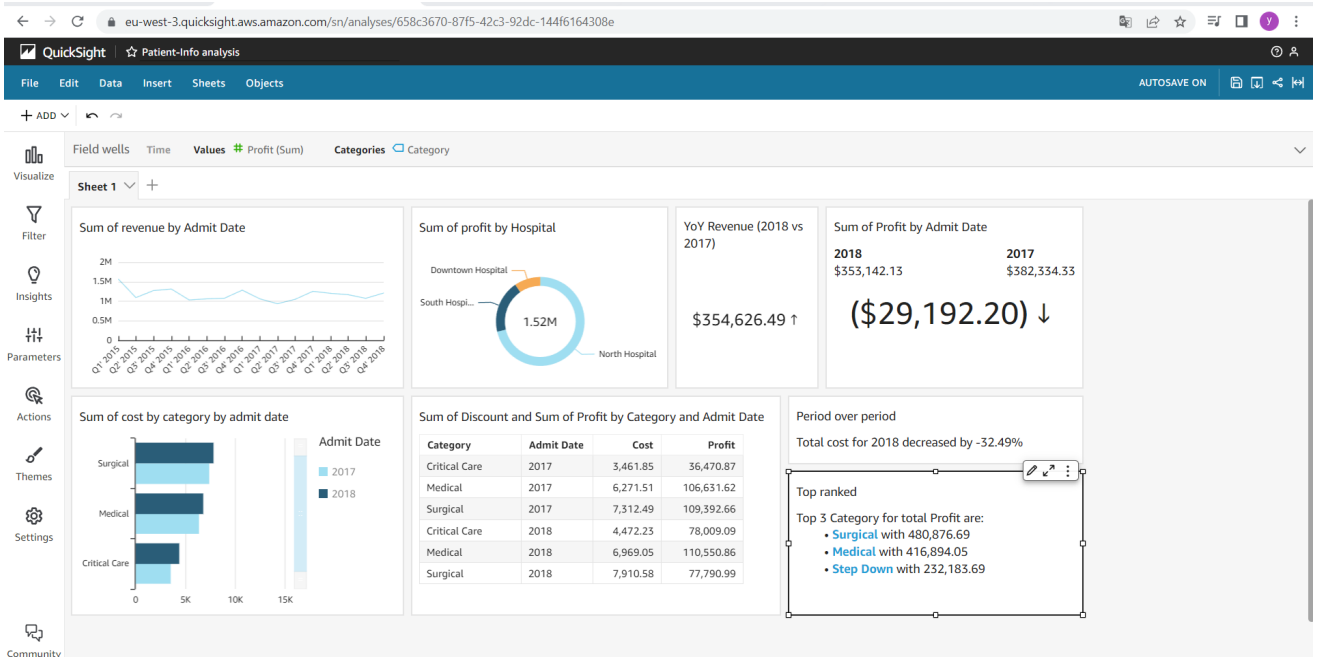 eu-west-3.quicksight.aws.amazon.com/sn/analyses/658c3670-87f5-42c3-92dc-144f6164308e
y
QuickSight
Patient-Info analysis
File Edit Data Insert Sheets Objects
AUTOSAVE ON
+ ADD
Visualize
Filter
Insights
Parameters
Actions
Themes
Settings
Community
Field wells Time Values # Profit (Sum) Categories Category
Sheet 1 +
Sum of revenue by Admit Date
2M
1.5M
1M
0.5M
0
Q1' 2015 Q2' 2015 Q3' 2015 Q4' 2015 Q1' 2016 Q2' 2016 Q3' 2016 Q4' 2016 Q1' 2017 Q2' 2017 Q3' 2017 Q4' 2017 Q1' 2018 Q2' 2018 Q3' 2018 Q4' 2018
Sum of profit by Hospital
Downtown Hospital
South Hospi...
1.52M
North Hospital
YoY Revenue (2018 vs
2017)
$354,626.49 ↑
Sum of Profit by Admit Date
2018 2017
$353,142.13 $382,334.33
($29,192.20) ↓
Sum of cost by category by admit date
Surgical
Medical
Critical Care
0 5K 10K 15K
Admit Date
2017
2018
Sum of Discount and Sum of Profit by Category and Admit Date
Category Admit Date Cost Profit
Critical Care 2017 3,461.85 36,470.87
Medical 2017 6,271.51 106,631.62
Surgical 2017 7,312.49 109,392.66
Critical Care 2018 4,472.23 78,009.09
Medical 2018 6,969.05 110,550.86
Surgical 2018 7,910.58 77,790.99
Period over period
Total cost for 2018 decreased by -32.49%
Top ranked
Top 3 Category for total Profit are:
• Surgical with 480,876.69
• Medical with 416,894.05
• Step Down with 232,183.69